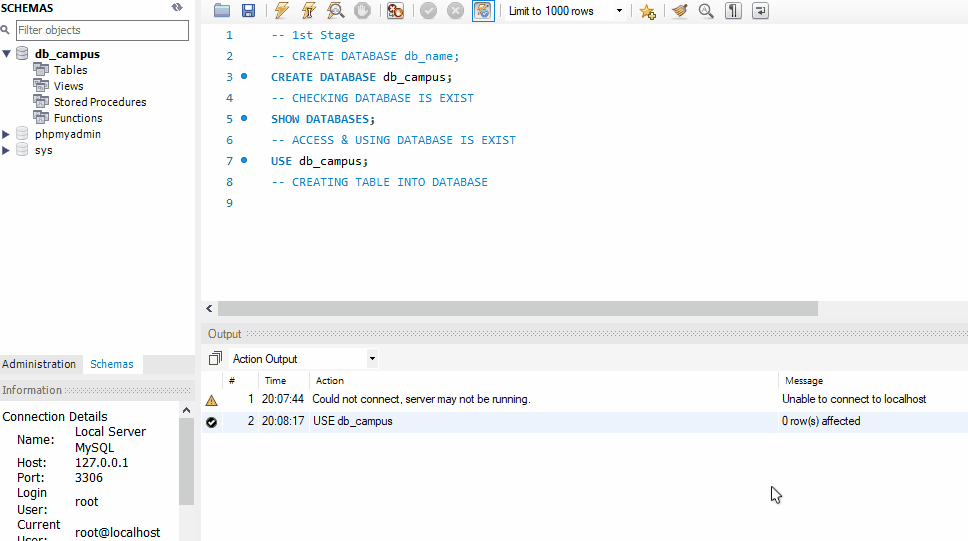 SCHEMAS
Filter objects
db_campus
Tables
Views
Stored Procedures
Functions
phpmyadmin
sys
Administration Schemas
Information
Connection Details
Name: Local Server MySQL
Host: 127.0.0.1
Port: 3306
Login User: root
Current User: root@localhost
Limit to 1000 rows
1 -- 1st Stage
2 -- CREATE DATABASE db_name;
3 CREATE DATABASE db_campus;
4 -- CHECKING DATABASE IS EXIST
5 SHOW DATABASES;
6 -- ACCESS & USING DATABASE IS EXIST
7 USE db_campus;
8 -- CREATING TABLE INTO DATABASE
9
Output
Action Output
# Time Action Message
1 20:07:44 Could not connect, server may not be running. Unable to connect to localhost
2 20:08:17 USE db_campus 0 row(s) affected